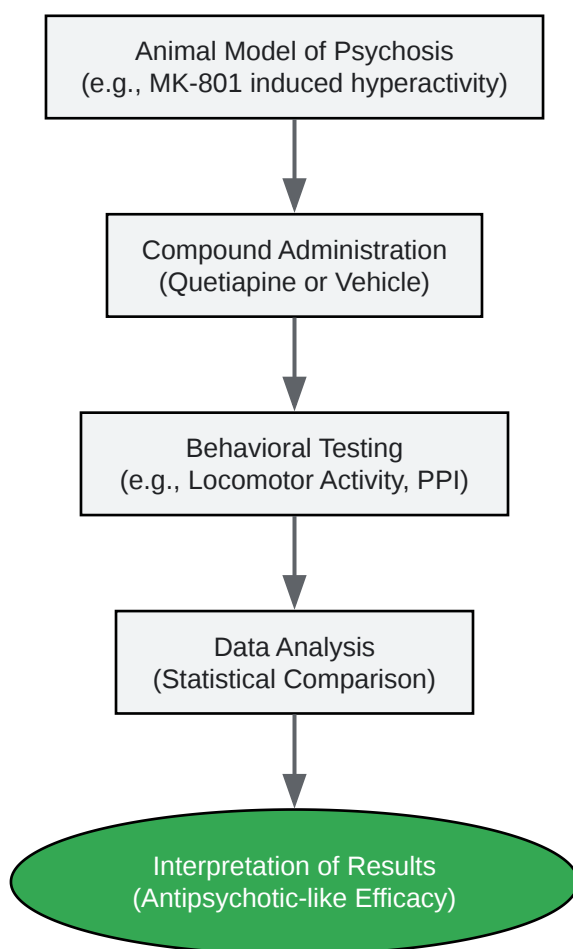 Animal Model of Psychosis
(e.g., MK-801 induced hyperactivity)
Compound Administration
(Quetiapine or Vehicle)
Behavioral Testing
(e.g., Locomotor Activity, PPI)
Data Analysis
(Statistical Comparison)
Interpretation of Results
(Antipsychotic-like Efficacy)